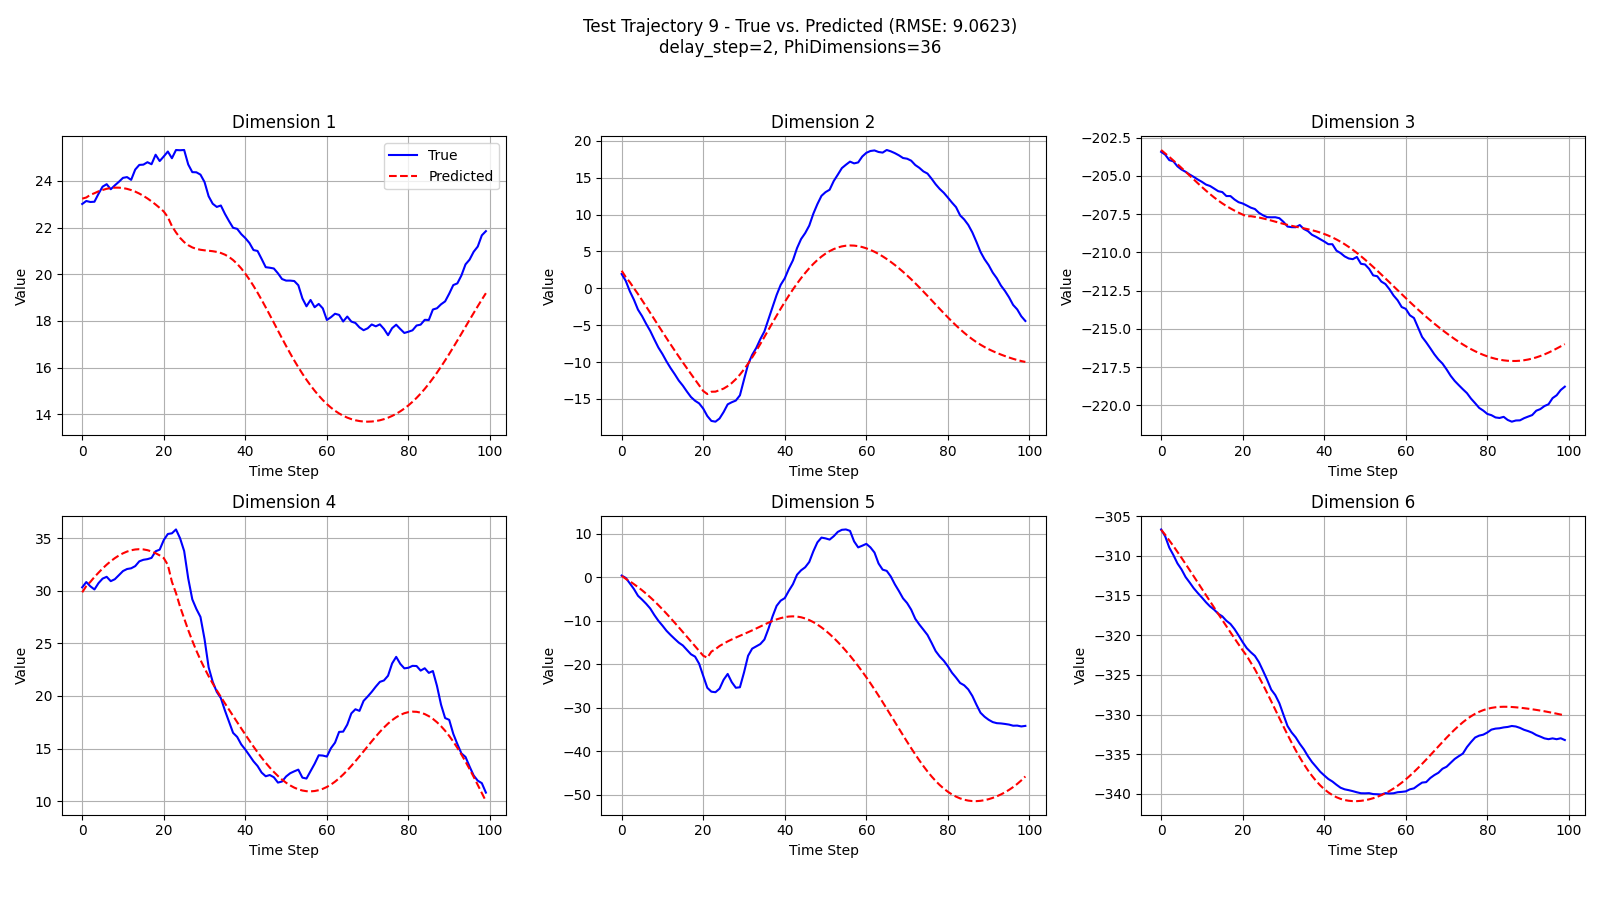 Test Trajectory 9 - True vs. Predicted (RMSE: 9.0623)
delay_step=2, PhiDimensions=36
Dimension 1
Value
24
22
20
18
16
14
0 20 40 60 80 100
Time Step
True
Predicted
Dimension 2
Value
20
15
10
5
0
−5
−10
−15
0 20 40 60 80 100
Time Step
Dimension 3
Value
−202.5
−205.0
−207.5
−210.0
−212.5
−215.0
−217.5
−220.0
0 20 40 60 80 100
Time Step
Dimension 4
Value
35
30
25
20
15
10
0 20 40 60 80 100
Time Step
Dimension 5
Value
10
0
−10
−20
−30
−40
−50
0 20 40 60 80 100
Time Step
Dimension 6
Value
−305
−310
−315
−320
−325
−330
−335
−340
0 20 40 60 80 100
Time Step